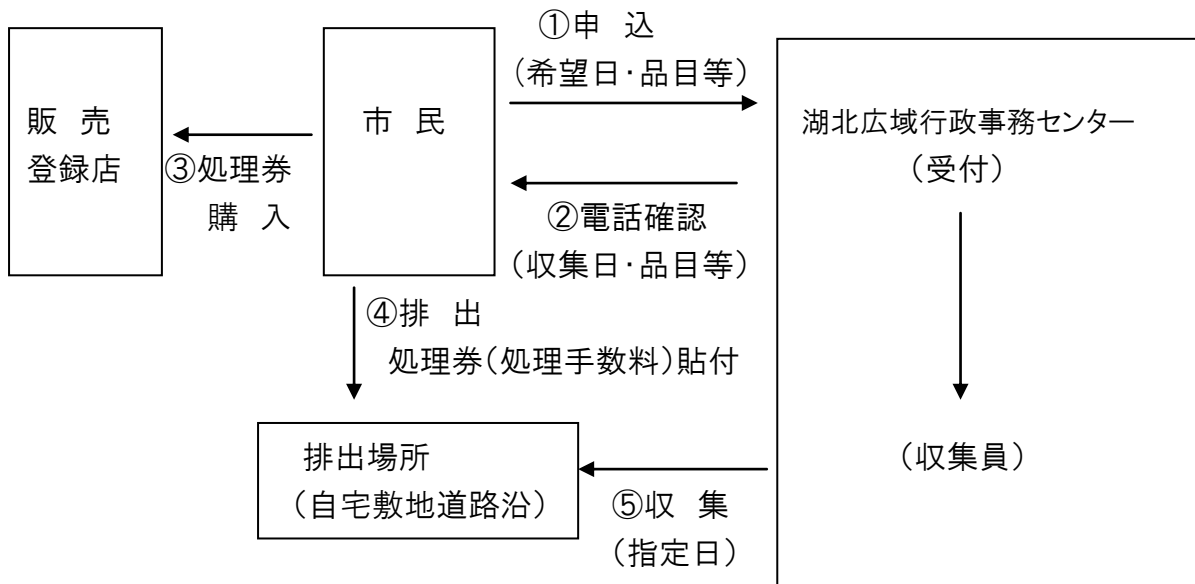 ①申 込
(希望日・品目等)
販 売
登録店
③処理券
購 入
市 民
湖北広域行政事務センター
(受付)
②電話確認
(収集日・品目等)
④排 出
処理券(処理手数料)貼付
排出場所
(自宅敷地道路沿)
(収集員)
⑤収 集
(指定日)